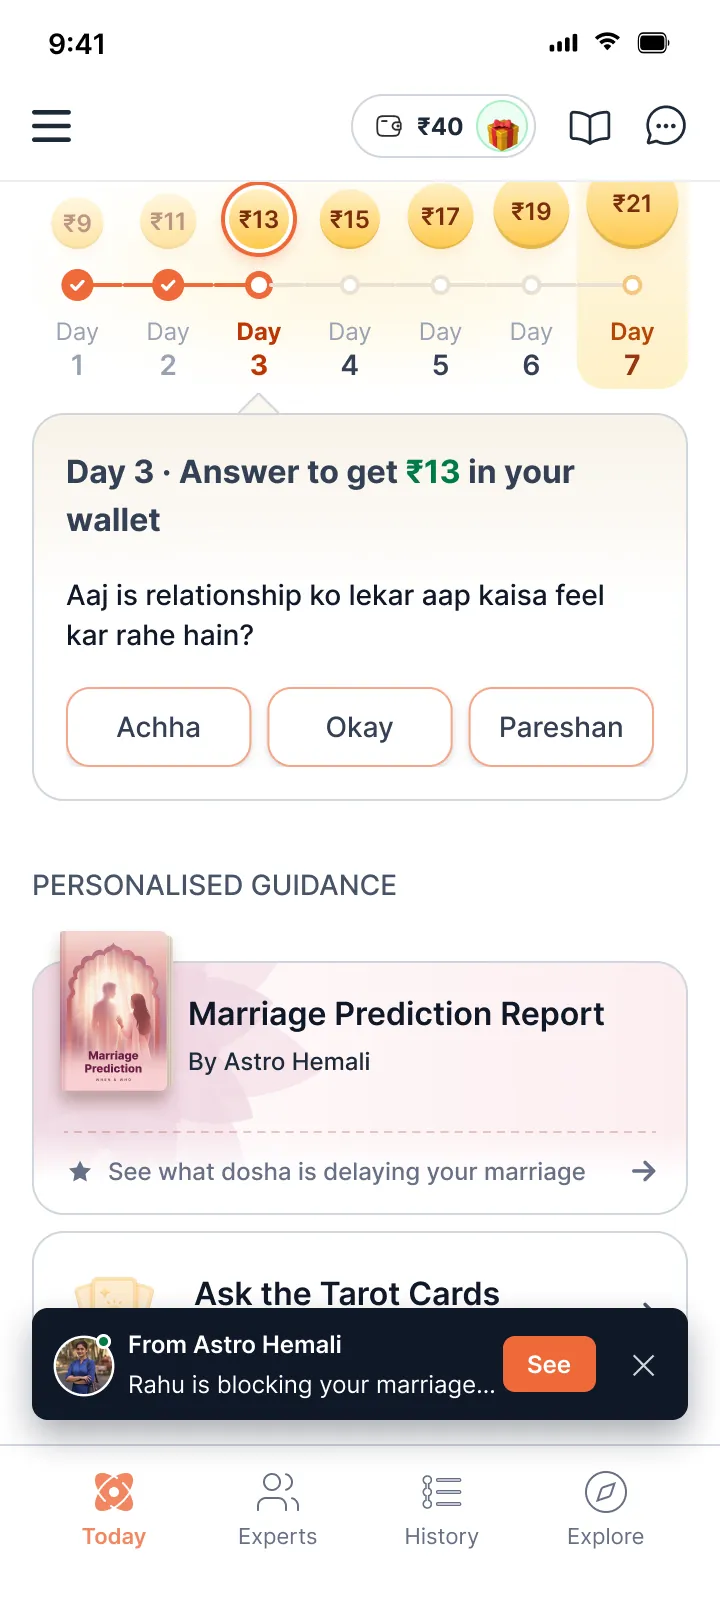 9:41
₹40
₹9 ₹11 ₹13 ₹15 ₹17 ₹19 ₹21
Day 1
Day 2
Day 3
Day 4
Day 5
Day 6
Day 7
Day 3 · Answer to get ₹13 in your
wallet
Aaj is relationship ko lekar aap kaisa feel
kar rahe hain?
Achha
Okay
Pareshan
PERSONALISED GUIDANCE
Marriage
Prediction
WHEN & WHO
Marriage Prediction Report
By Astro Hemali
See what dosha is delaying your marriage
Ask the Tarot Cards
From Astro Hemali
Rahu is blocking your marriage...
See
Today
Experts
History
Explore